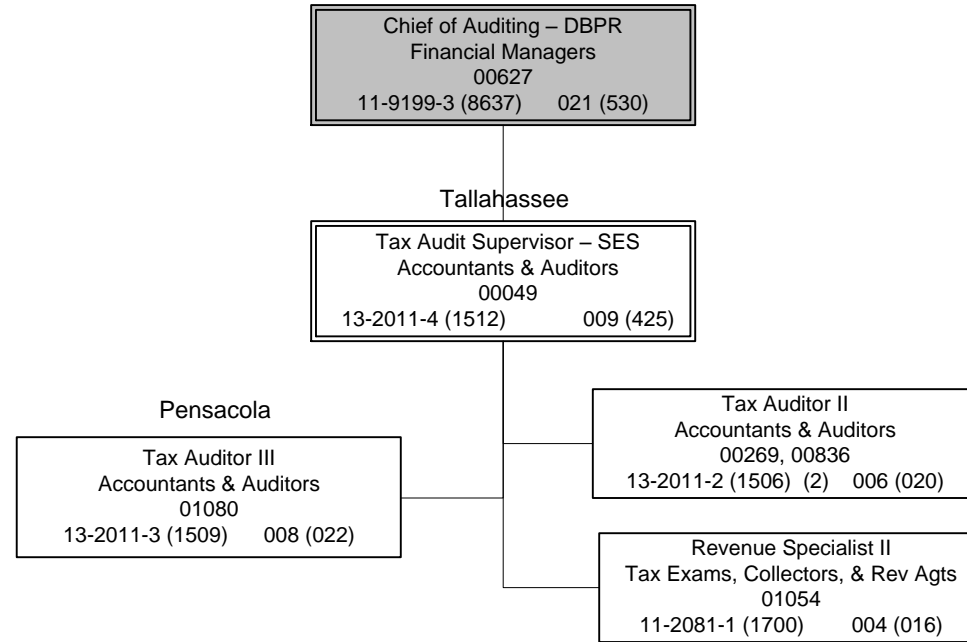 Chief of Auditing – DBPR
Financial Managers
00627
11-9199-3 (8637) 021 (530)
Tallahassee
Tax Audit Supervisor – SES
Accountants & Auditors
00049
13-2011-4 (1512) 009 (425)
Pensacola
Tax Auditor III
Accountants & Auditors
01080
13-2011-3 (1509) 008 (022)
Tax Auditor II
Accountants & Auditors
00269, 00836
13-2011-2 (1506) (2) 006 (020)
Revenue Specialist II
Tax Exams, Collectors, & Rev Agts
01054
11-2081-1 (1700) 004 (016)